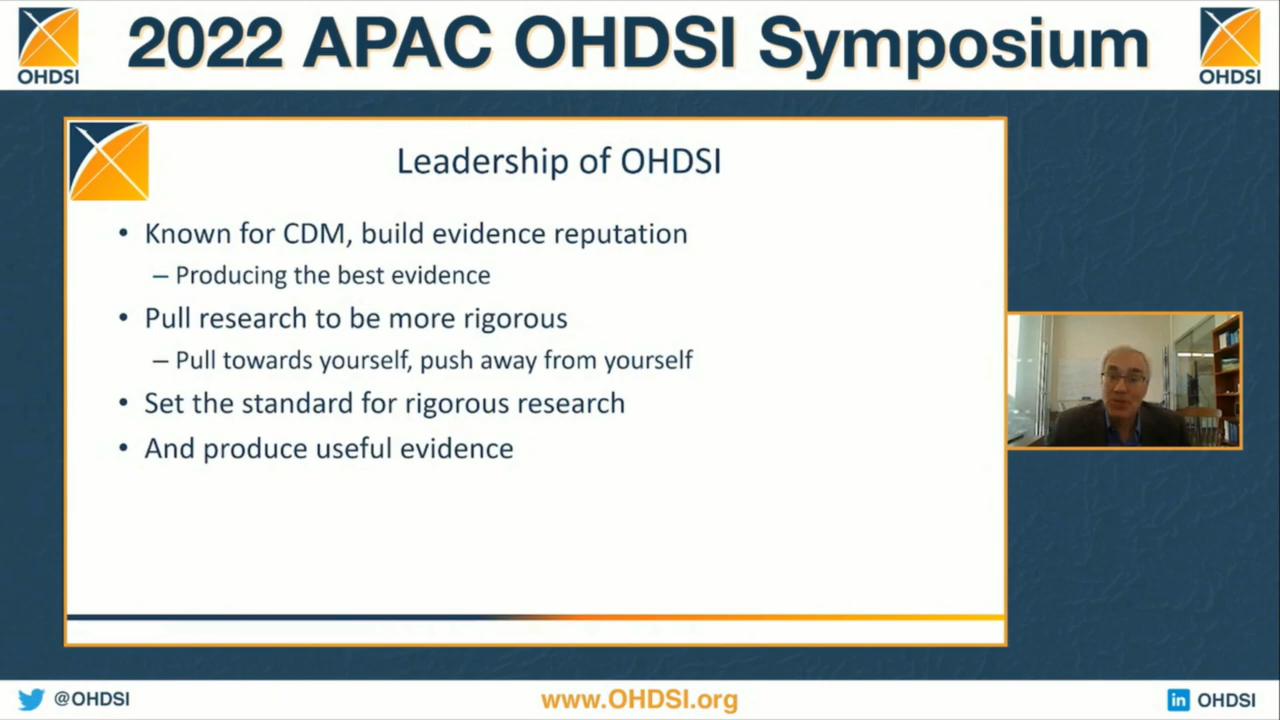 2022 APAC OHDSI Symposium
OHDSI
OHDSI
Leadership of OHDSI
• Known for CDM, build evidence reputation
– Producing the best evidence
• Pull research to be more rigorous
– Pull towards yourself, push away from yourself
• Set the standard for rigorous research
• And produce useful evidence
@OHDSI
www.OHDSI.org
in OHDSI